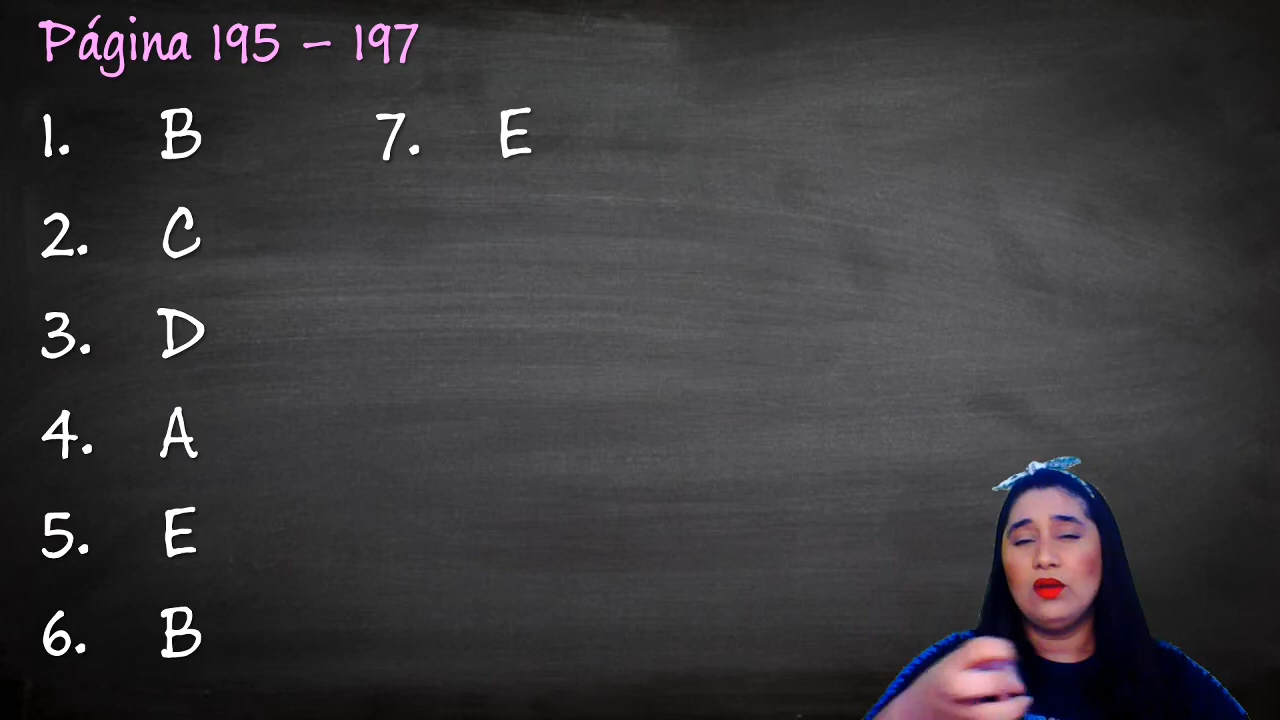 Página 195 – 197
1. B
2. C
3. D
4. A
5. E
6. B
7. E